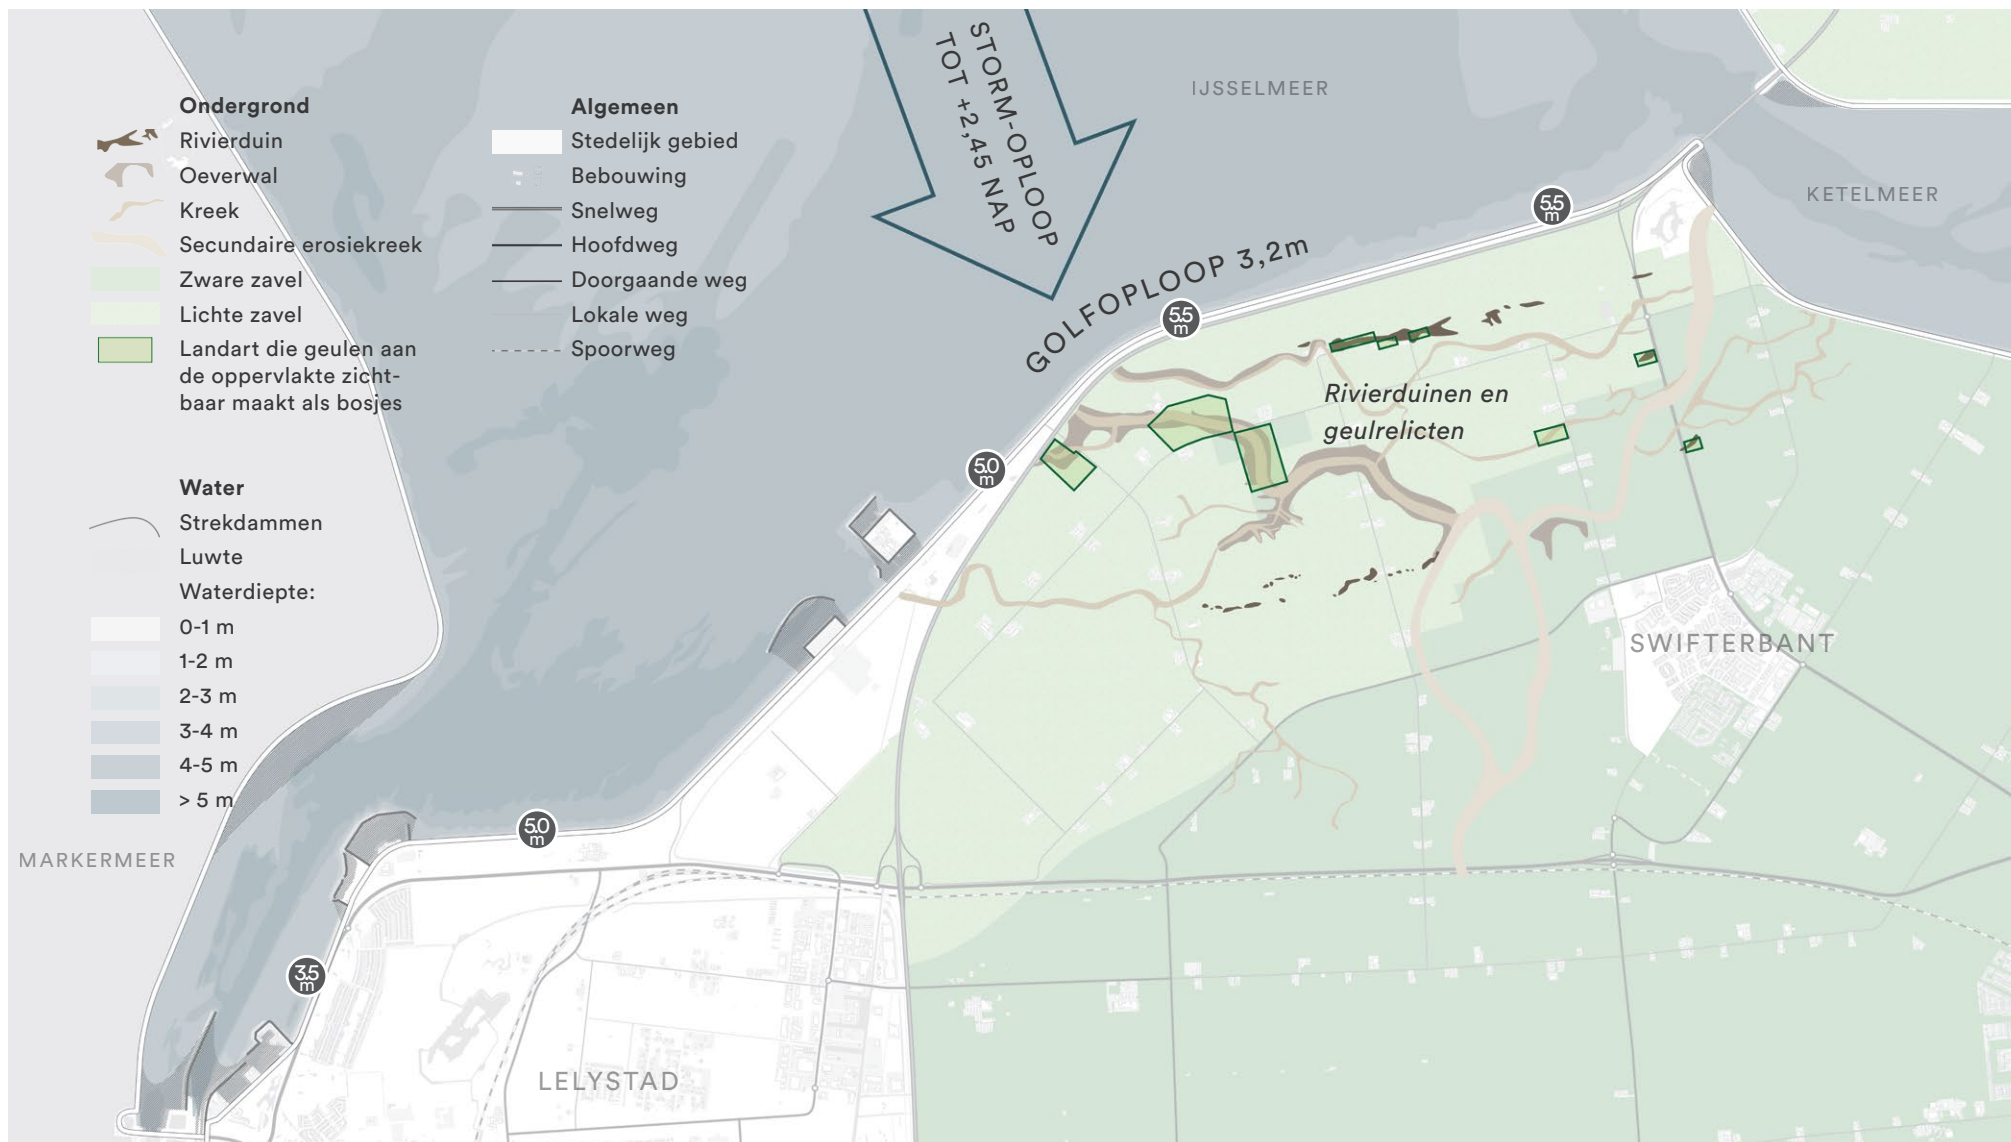 Ondergrond
Rivierduin
Oeverwal
Kreek
Secundaire erosiekreek
Zware zavel
Lichte zavel
Landart die geulen aan
de oppervlakte zicht-
baar maakt als bosjes
Water
Strekdammen
Luwte
Waterdiepte:
0-1 m
1-2 m
2-3 m
3-4 m
4-5 m
> 5 m
Algemeen
Stedelijk gebied
Bebouwing
Snelweg
Hoofdweg
Doorgaande weg
Lokale weg
Spoorweg
STORM-OPLOOP
TOT +2,45 NAP
IJSSELMEER
KETELMEER
GOLFOPLOOP 3,2m
5.5
m
5.5
m
5.0
m
5.0
m
3.5
m
Rivierduinen en
geulrelicten
SWIFTERBANT
MARKERMEER
LELYSTAD